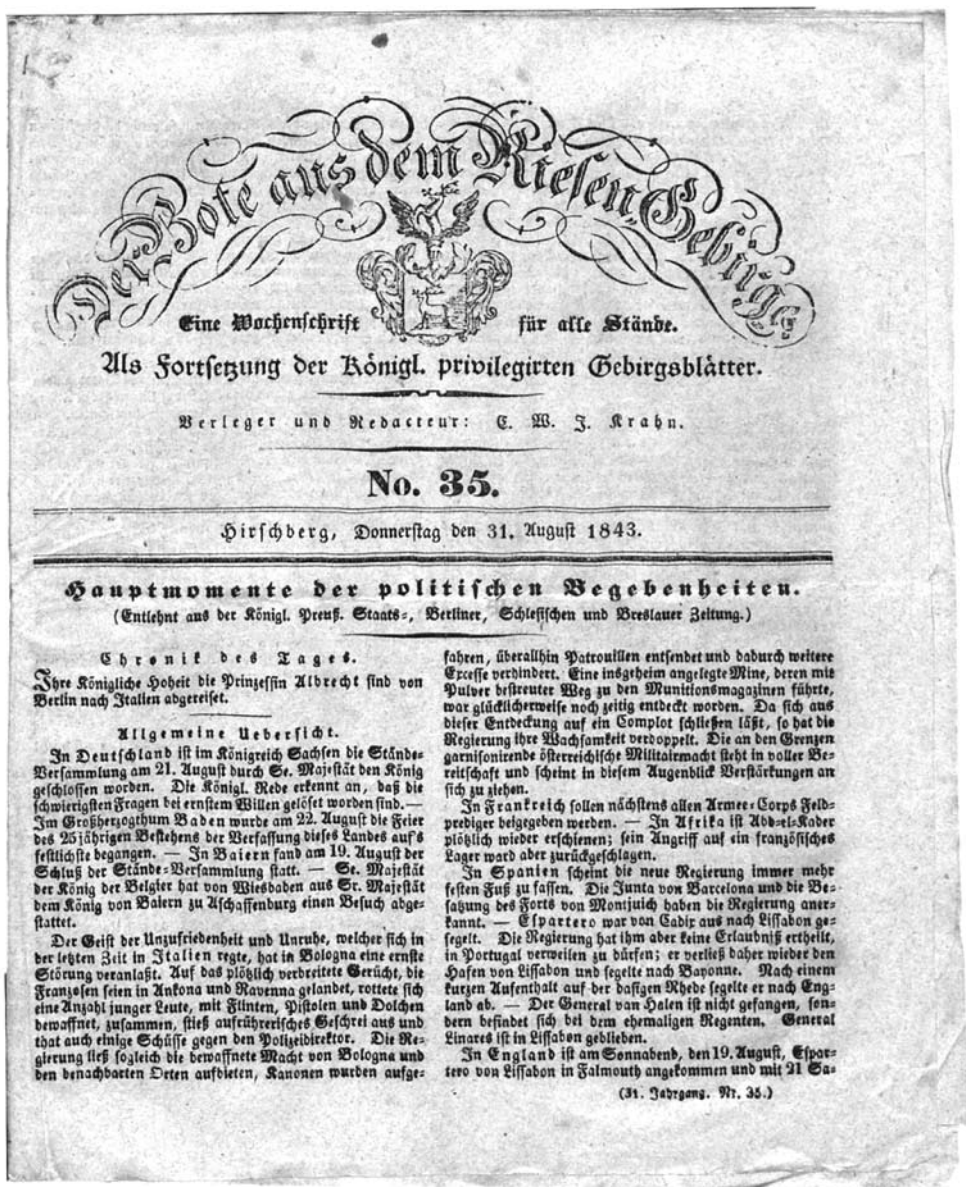 Der Bote aus dem Riesen-Gebirge
Eine Wochenschrift für alle Stände.
Als Fortsetzung der Königl. privilegirten Gebirgsblätter.
Verleger und Redacteur: C. W. J. Krahn.
No. 35.
Hirschberg, Donnerstag den 31. August 1843.
Hauptmomente der politischen Begebenheiten.
(Entlehnt aus der Königl. Preuß. Staats-, Berliner, Schlesischen und Breslauer Zeitung.)
Chronik des Tages.
Ihre Königliche Hoheit die Prinzessin Albrecht sind von
Berlin nach Italien abgereiset.
Allgemeine Uebersicht.
In Deutschland ist im Königreich Sachsen die Stände-
Versammlung am 21. August durch Se. Majestät den König
geschlossen worden. Die Königl. Rede erkennt an, daß die
schwierigsten Fragen bei ernstem Willen gelöset worden sind. —
Im Großherzogthum Baden wurde am 22. August die Feier
des 25jährigen Bestehens der Verfassung dieses Landes auf's
festlichste begangen. — In Baiern fand am 19. August der
Schluß der Stände-Versammlung statt. — Se. Majestät
der König der Belgier hat von Wiesbaden aus Sr. Majestät
dem König von Baiern zu Aschaffenburg einen Besuch abge-
stattet.
Der Geist der Unzufriedenheit und Unruhe, welcher sich in
der letzten Zeit in Italien regte, hat in Bologna eine ernste
Störung veranlaßt. Auf das plötzlich verbreitete Gerücht, die
Franzosen seien in Ankona und Ravenna gelandet, rottete sich
eine Anzahl junger Leute, mit Flinten, Pistolen und Dolchen
bewaffnet, zusammen, stieß aufrührerisches Geschrei aus und
that auch einige Schüsse gegen den Polizeidirektor. Die Re-
gierung ließ sogleich die bewaffnete Macht von Bologna und
den benachbarten Orten aufbieten, Kanonen wurden aufge-
fahren, überallhin Patrouillen entsendet und dadurch weitere
Excesse verhindert. Eine insgeheim angelegte Mine, deren mit
Pulver bestreuter Weg zu den Munitionsmagazinen führte,
war glücklicherweise noch zeitig entdeckt worden. Da sich aus
dieser Entdeckung auf ein Complot schließen läßt, so hat die
Regierung ihre Wachsamkeit verdoppelt. Die an den Grenzen
garnisonirende österreichische Militairmacht steht in voller Be-
reitschaft und scheint in diesem Augenblick Verstärkungen an
sich zu ziehen.
In Frankreich sollen nächstens allen Armee-Corps Feld-
prediger beigegeben werden. — In Afrika ist Abd-el-Kader
plötzlich wieder erschienen; sein Angriff auf ein französisches
Lager ward aber zurückgeschlagen.
In Spanien scheint die neue Regierung immer mehr
festen Fuß zu fassen. Die Junta von Barcelona und die Be-
satzung des Forts von Montjuich haben die Regierung aner-
kannt. — Espartero war von Cadix aus nach Lissabon ge-
segelt. Die Regierung hat ihm aber keine Erlaubniß ertheilt,
in Portugal verweilen zu dürfen; er verließ daher wieder den
Hafen von Lissabon und segelte nach Bayonne. Nach einem
kurzen Aufenthalt auf der dasigen Rhede segelte er nach Eng-
land ab. — Der General van Halen ist nicht gefangen, son-
dern befindet sich bei dem ehemaligen Regenten. General
Linares ist in Lissabon geblieben.
In England ist am Sonnabend, den 19. August, Espar-
tero von Lissabon in Falmouth angekommen und mit 21 Sa-
(31. Jahrgang. Nr. 35.)